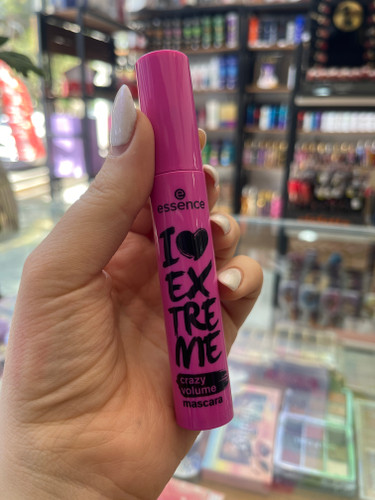 essence
I ♥
EX
TRE
ME
crazy
volume
mascara